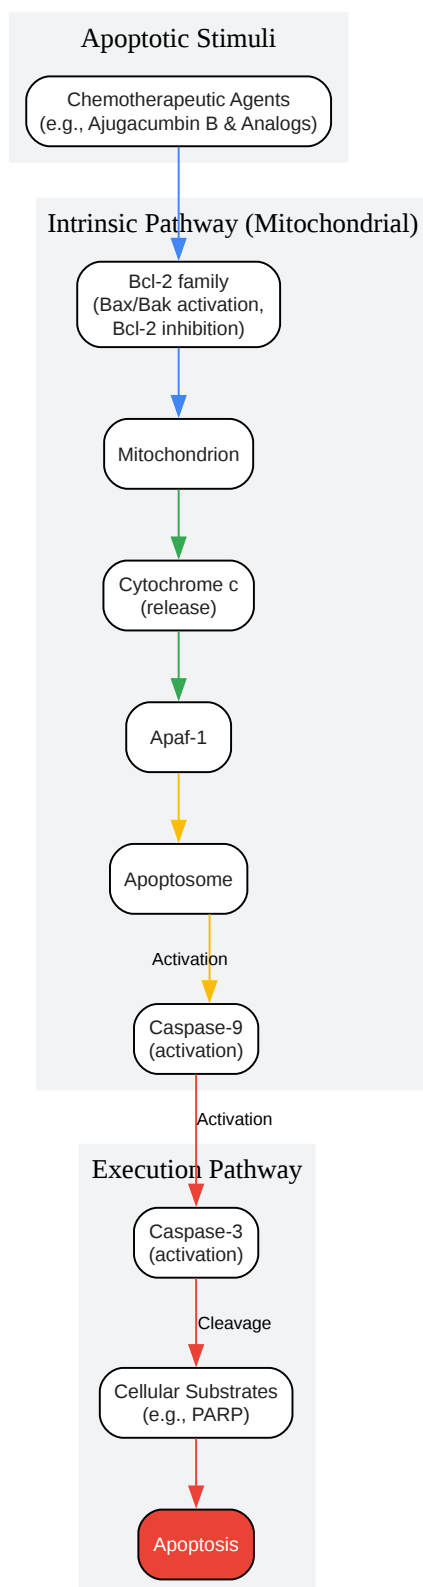 Apoptotic Stimuli
Chemotherapeutic Agents
(e.g., Ajugacumbin B & Analogs)
Intrinsic Pathway (Mitochondrial)
Bcl-2 family
(Bax/Bak activation,
Bcl-2 inhibition)
Mitochondrion
Cytochrome c
(release)
Apaf-1
Apoptosome
Activation
Caspase-9
(activation)
Activation
Execution Pathway
Caspase-3
(activation)
Cleavage
Cellular Substrates
(e.g., PARP)
Apoptosis